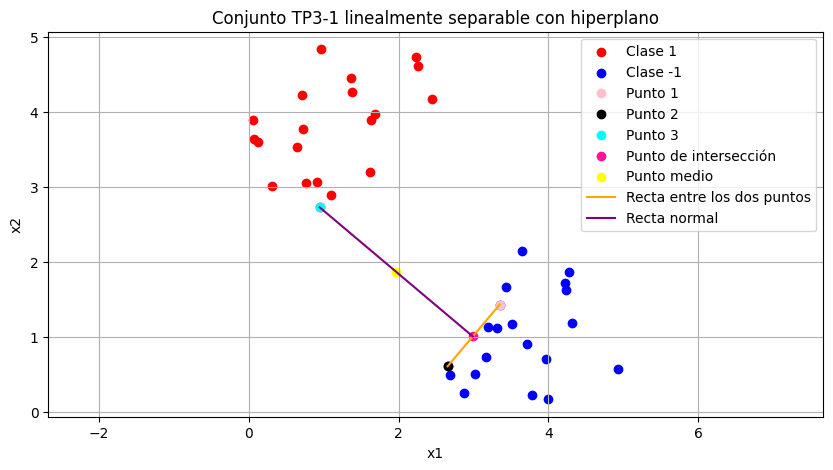 Conjunto TP3-1 linealmente separable con hiperplano
5
4
3
2
1
0
x2
−2
0
2
4
6
x1
Clase 1
Clase -1
Punto 1
Punto 2
Punto 3
Punto de intersección
Punto medio
Recta entre los dos puntos
Recta normal